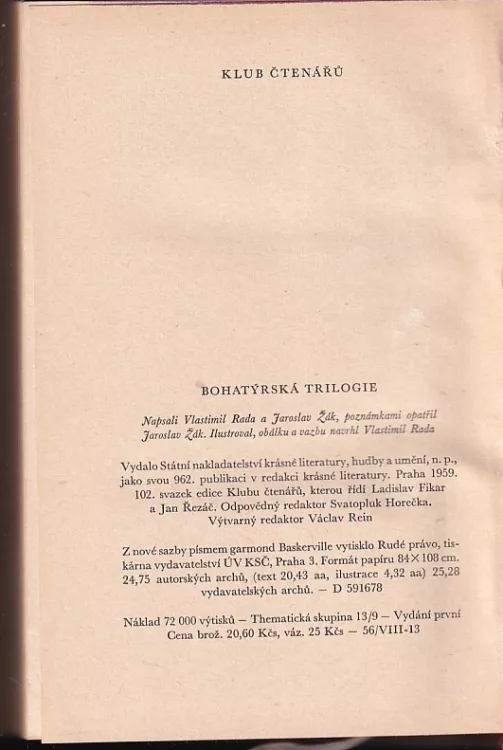 KLUB ČTENÁŘŮ
BOHATÝRSKÁ TRILOGIE
Napsali Vlastimil Rada a Jaroslav Žák, poznámkami opatřil
Jaroslav Žák. Ilustroval, obálku a vazbu navrhl Vlastimil Rada
Vydalo Státní nakladatelství krásné literatury, hudby a umění, n. p.,
jako svou 962. publikaci v redakci krásné literatury. Praha 1959.
102. svazek edice Klubu čtenářů, kterou řídí Ladislav Fikar
a Jan Řezáč. Odpovědný redaktor Svatopluk Horečka.
Výtvarný redaktor Václav Rein
Z nové sazby písmem garmond Baskerville vytisklo Rudé právo, tis-
kárna vydavatelství ÚV KSČ, Praha 3. Formát papíru 84×108 cm.
24,75 autorských archů, (text 20,43 aa, ilustrace 4,32 aa) 25,28
vydavatelských archů. — D 591678
Náklad 72 000 výtisků — Thematická skupina 13/9 — Vydání první
Cena brož. 20,60 Kčs, váz. 25 Kčs — 56/VIII-13